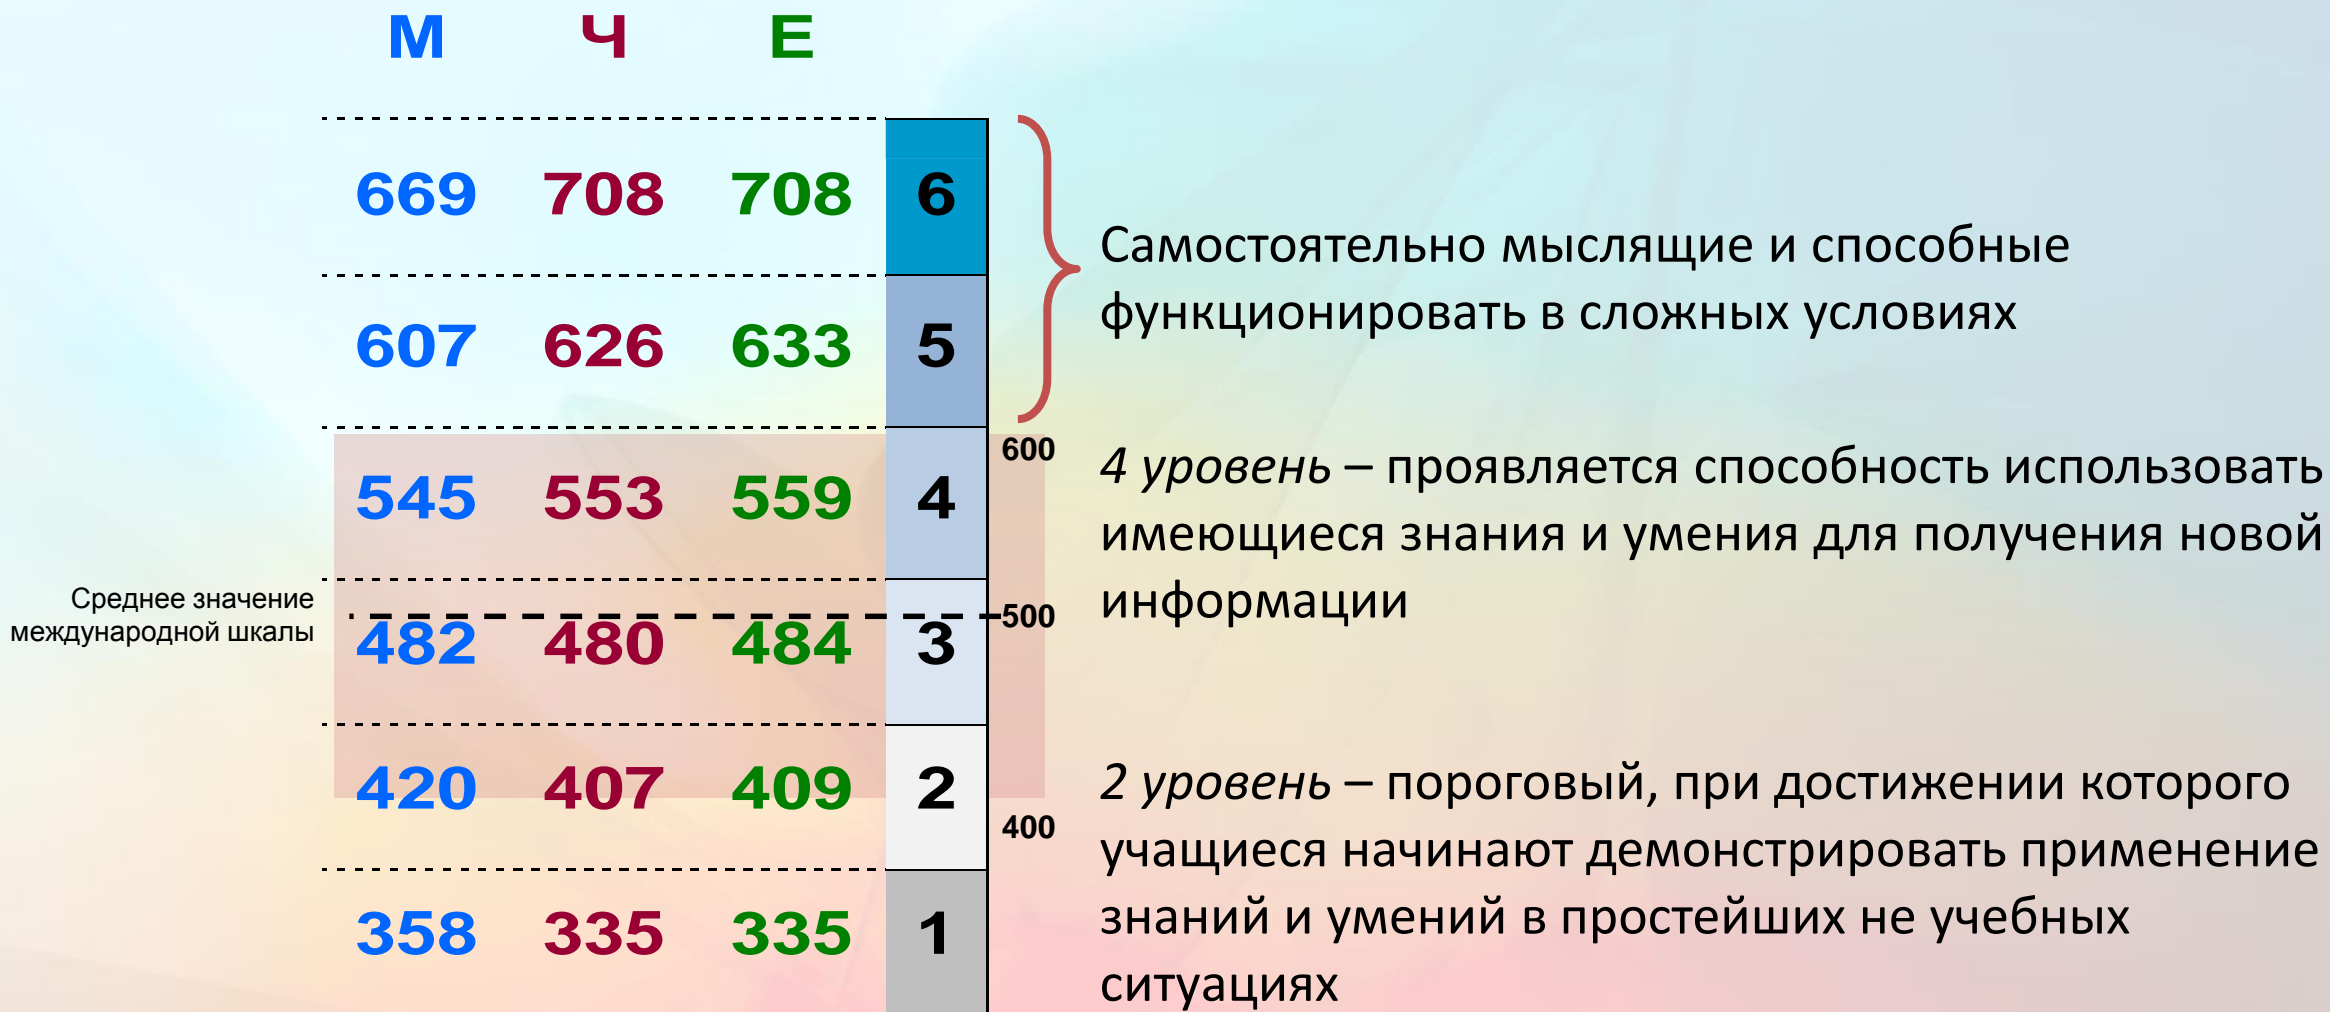 М Ч Е
669 708 708 6
607 626 633 5
Самостоятельно мыслящие и способные
функционировать в сложных условиях
600
545 553 559 4
4 уровень – проявляется способность использовать
имеющиеся знания и умения для получения новой
информации
Среднее значение
международной шкалы
500
482 480 484 3
420 407 409 2
400
2 уровень – пороговый, при достижении которого
учащиеся начинают демонстрировать применение
знаний и умений в простейших не учебных
ситуациях
358 335 335 1